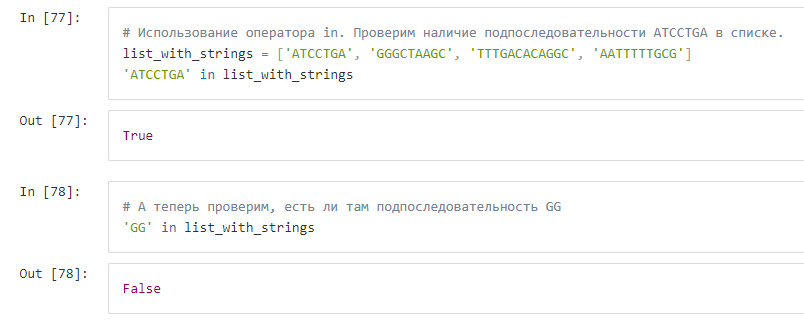 In [77]:
# Использование оператора in. Проверим наличие подпоследовательности ATCCTGA в списке.
list_with_strings = ['ATCCTGA', 'GGGCTAAGC', 'TTTGACACAGGC', 'AATTTTTGCG']
'ATCCTGA' in list_with_strings
Out [77]:
True
In [78]:
# А теперь проверим, есть ли там подпоследовательность GG
'GG' in list_with_strings
Out [78]:
False